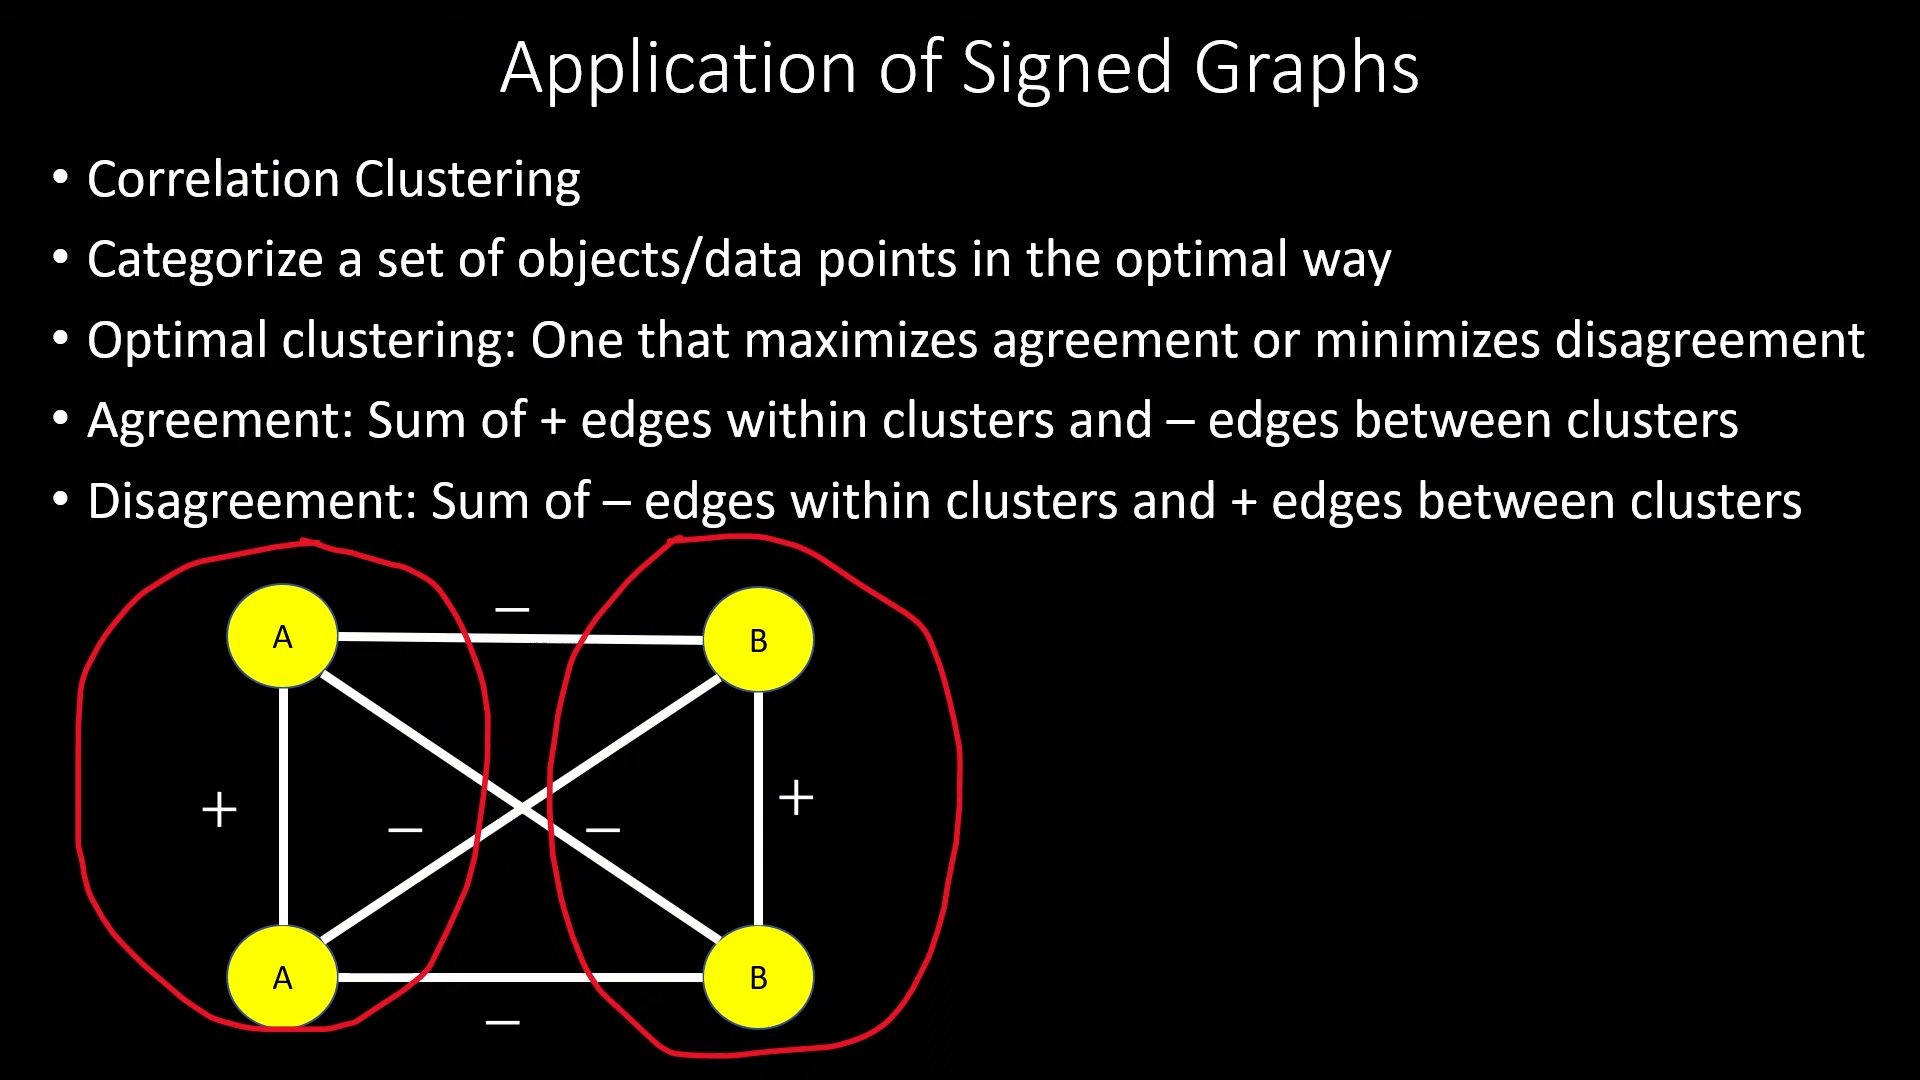 Application of Signed Graphs
• Correlation Clustering
• Categorize a set of objects/data points in the optimal way
• Optimal clustering: One that maximizes agreement or minimizes disagreement
• Agreement: Sum of + edges within clusters and – edges between clusters
• Disagreement: Sum of – edges within clusters and + edges between clusters
–
A B
+ – – +
A B
–